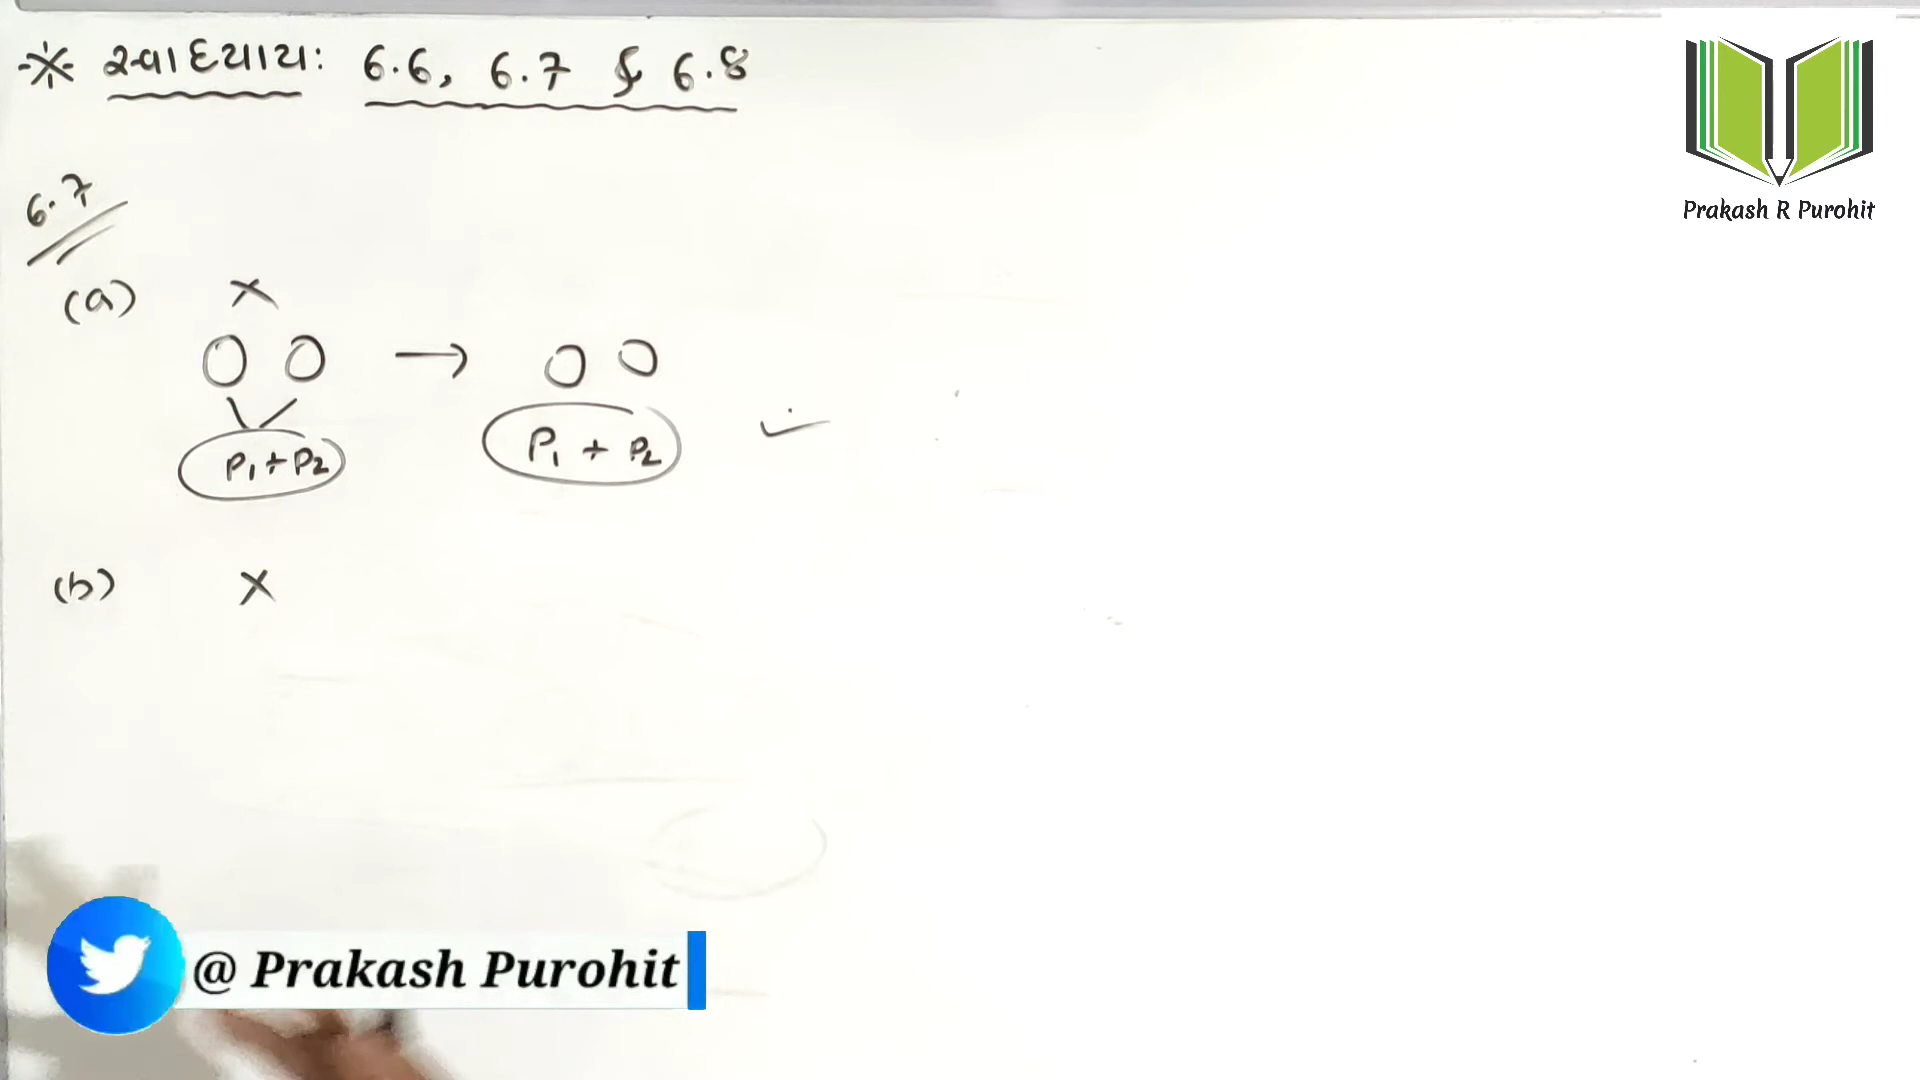 * સ્વાધ્યાય: 6.6, 6.7 & 6.8
Prakash R Purohit
6.7
(a) ×
O O → O O
P₁+P₂ P₁ + P₂ ✓
(b) ×
@ Prakash Purohit